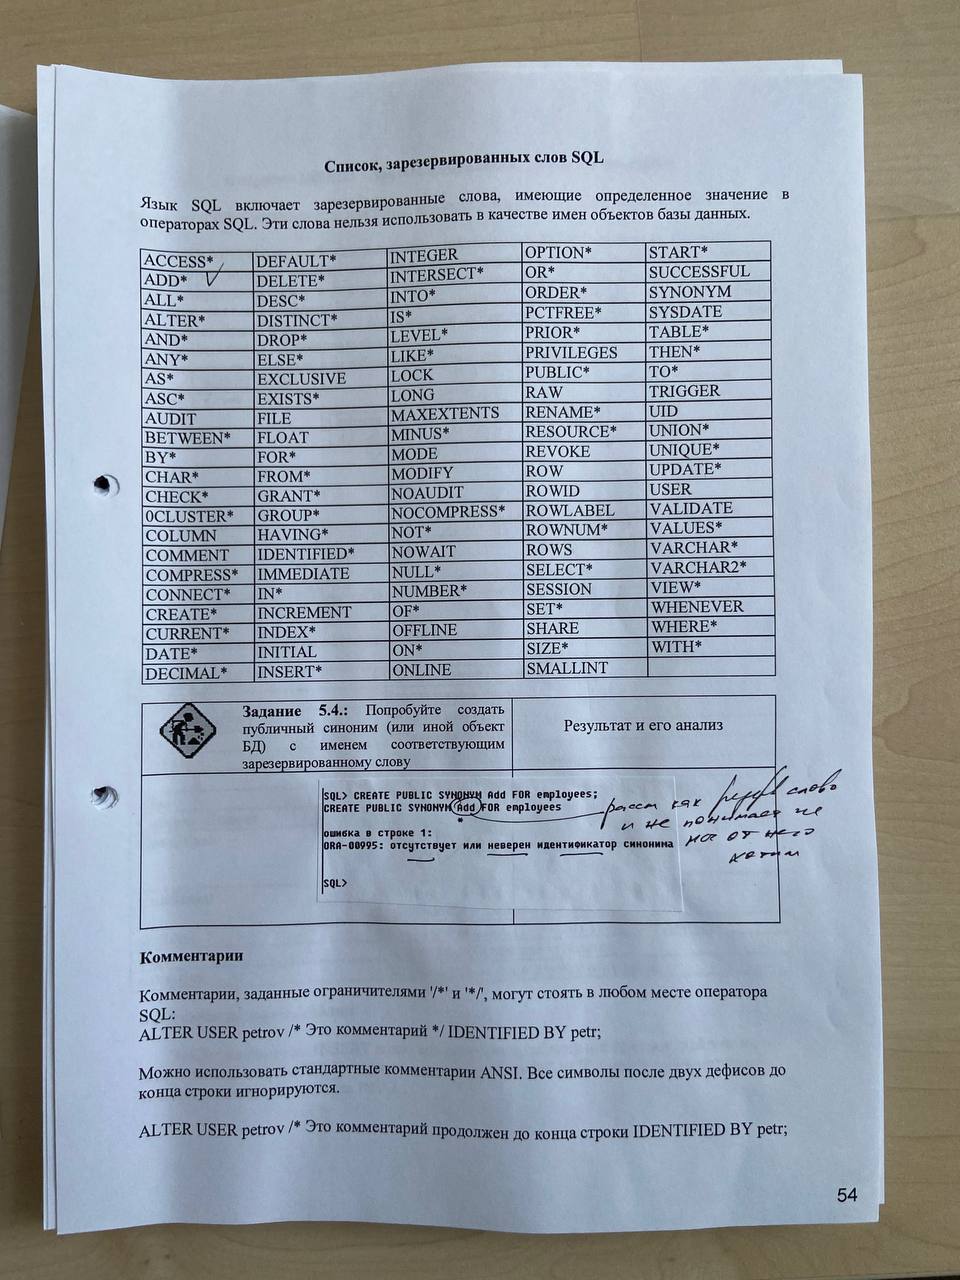 Список, зарезервированных слов SQL
Язык SQL включает зарезервированные слова, имеющие определенное значение в
операторах SQL. Эти слова нельзя использовать в качестве имен объектов базы данных.
ACCESS* DEFAULT* INTEGER OPTION* START*
ADD* DELETE* INTERSECT* OR* SUCCESSFUL
ALL* DESC* INTO* ORDER* SYNONYM
ALTER* DISTINCT* IS* PCTFREE* SYSDATE
AND* DROP* LEVEL* PRIOR* TABLE*
ANY* ELSE* LIKE* PRIVILEGES THEN*
AS* EXCLUSIVE LOCK PUBLIC* TO*
ASC* EXISTS* LONG RAW TRIGGER
AUDIT FILE MAXEXTENTS RENAME* UID
BETWEEN* FLOAT MINUS* RESOURCE* UNION*
BY* FOR* MODE REVOKE UNIQUE*
CHAR* FROM* MODIFY ROW UPDATE*
CHECK* GRANT* NOAUDIT ROWID USER
0CLUSTER* GROUP* NOCOMPRESS* ROWLABEL VALIDATE
COLUMN HAVING* NOT* ROWNUM* VALUES*
COMMENT IDENTIFIED* NOWAIT ROWS VARCHAR*
COMPRESS* IMMEDIATE NULL* SELECT* VARCHAR2*
CONNECT* IN* NUMBER* SESSION VIEW*
CREATE* INCREMENT OF* SET* WHENEVER
CURRENT* INDEX* OFFLINE SHARE WHERE*
DATE* INITIAL ON* SIZE* WITH*
DECIMAL* INSERT* ONLINE SMALLINT
Задание 5.4.: Попробуйте создать
публичный синоним (или иной объект
БД) с именем соответствующим
зарезервированному слову
Результат и его анализ
SQL> CREATE PUBLIC SYNONYM Add FOR employees;
CREATE PUBLIC SYNONYM Add FOR employees
*
ошибка в строке 1:
ORA-00995: отсутствует или неверен идентификатор синонима
SQL>
как слово
и не понимает че
мы от него
хотим
Комментарии
Комментарии, заданные ограничителями '/*' и '*/', могут стоять в любом месте оператора
SQL:
ALTER USER petrov /* Это комментарий */ IDENTIFIED BY petr;
Можно использовать стандартные комментарии ANSI. Все символы после двух дефисов до
конца строки игнорируются.
ALTER USER petrov /* Это комментарий продолжен до конца строки IDENTIFIED BY petr;
54